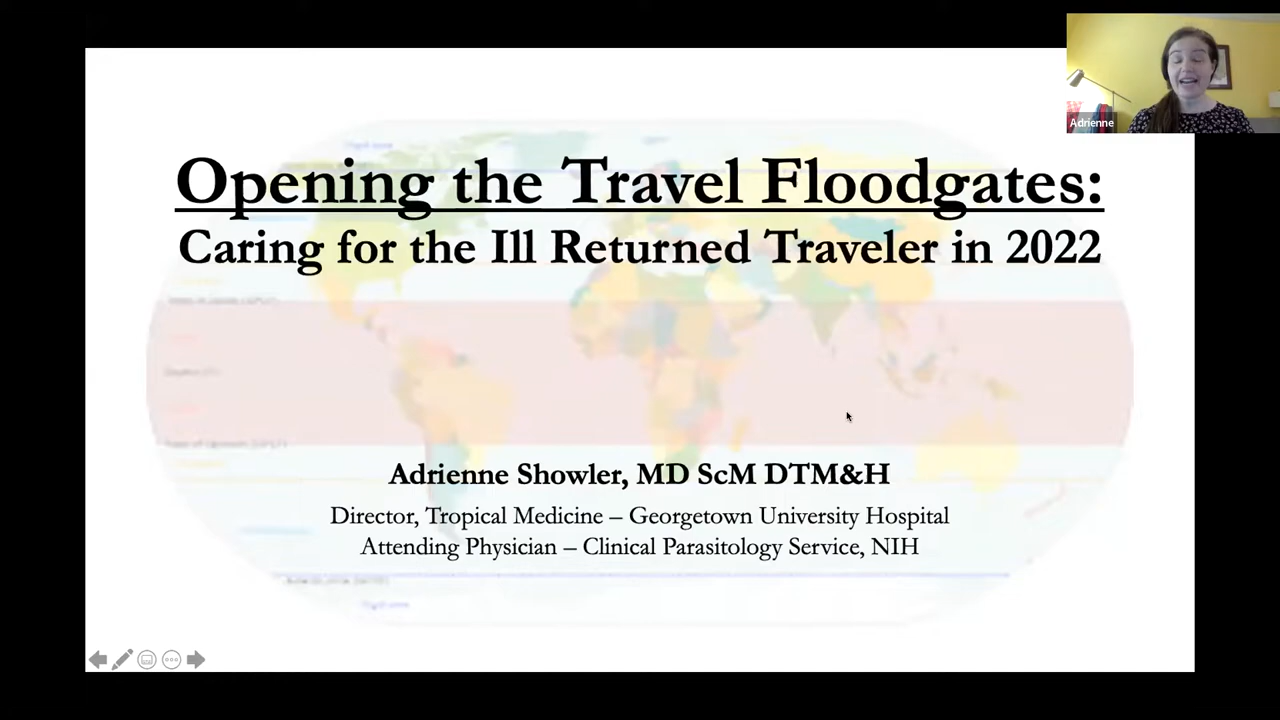 Adrienne
Opening the Travel Floodgates:
Caring for the Ill Returned Traveler in 2022
Adrienne Showler, MD ScM DTM&H
Director, Tropical Medicine – Georgetown University Hospital
Attending Physician – Clinical Parasitology Service, NIH